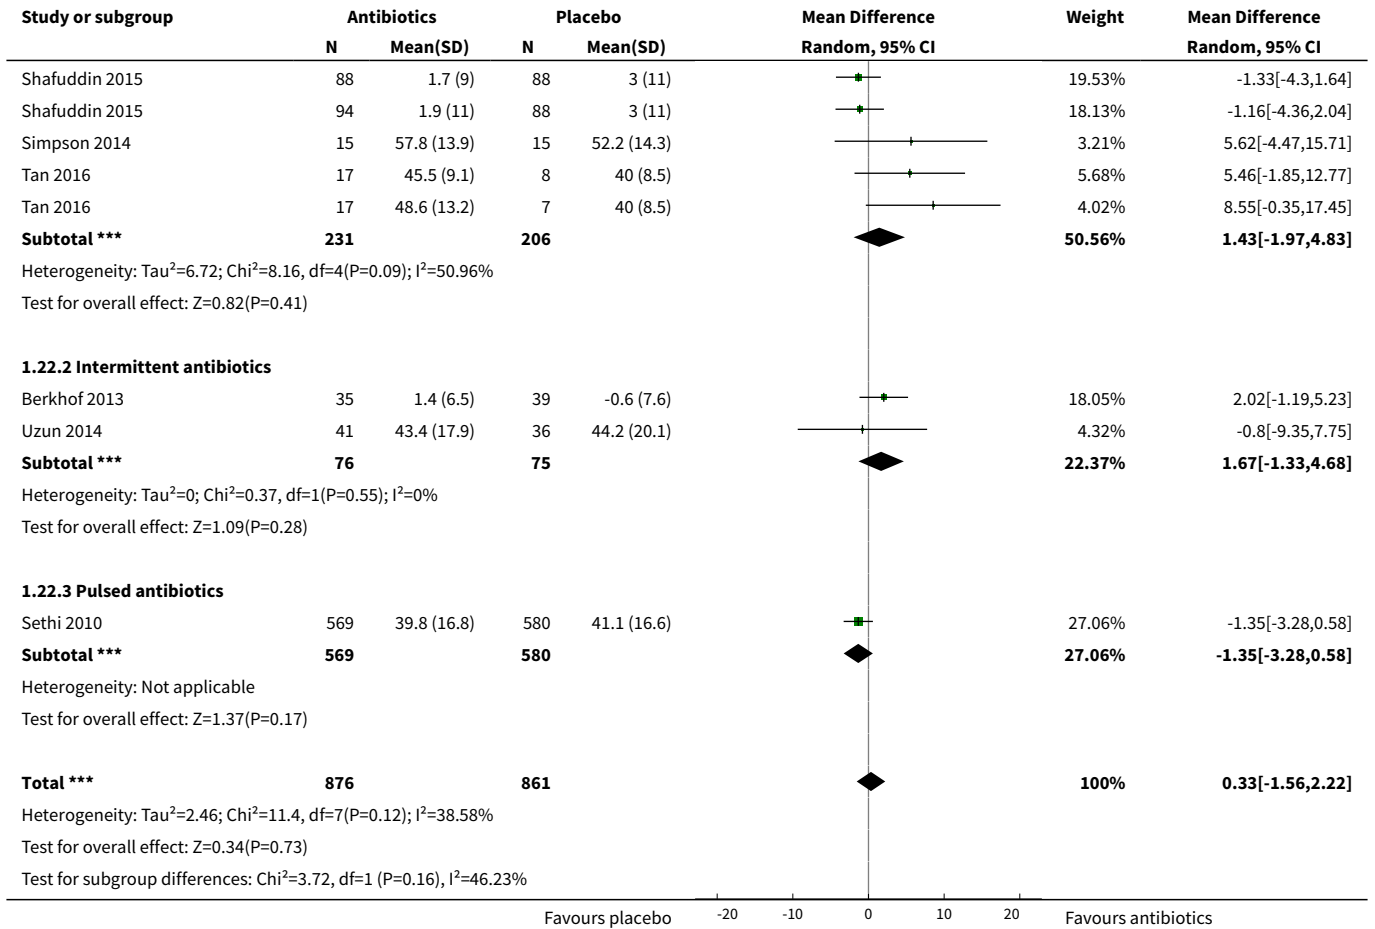 Study or subgroup Antibiotics Placebo Mean Difference Weight Mean Difference
N Mean(SD) N Mean(SD) Random, 95% CI Random, 95% CI
Shafuddin 2015 88 1.7 (9) 88 3 (11) 19.53% -1.33[-4.3,1.64]
Shafuddin 2015 94 1.9 (11) 88 3 (11) 18.13% -1.16[-4.36,2.04]
Simpson 2014 15 57.8 (13.9) 15 52.2 (14.3) 3.21% 5.62[-4.47,15.71]
Tan 2016 17 45.5 (9.1) 8 40 (8.5) 5.68% 5.46[-1.85,12.77]
Tan 2016 17 48.6 (13.2) 7 40 (8.5) 4.02% 8.55[-0.35,17.45]
Subtotal *** 231 206 50.56% 1.43[-1.97,4.83]
Heterogeneity: Tau²=6.72; Chi²=8.16, df=4(P=0.09); I²=50.96%
Test for overall effect: Z=0.82(P=0.41)
1.22.2 Intermittent antibiotics
Berkhof 2013 35 1.4 (6.5) 39 -0.6 (7.6) 18.05% 2.02[-1.19,5.23]
Uzun 2014 41 43.4 (17.9) 36 44.2 (20.1) 4.32% -0.8[-9.35,7.75]
Subtotal *** 76 75 22.37% 1.67[-1.33,4.68]
Heterogeneity: Tau²=0; Chi²=0.37, df=1(P=0.55); I²=0%
Test for overall effect: Z=1.09(P=0.28)
1.22.3 Pulsed antibiotics
Sethi 2010 569 39.8 (16.8) 580 41.1 (16.6) 27.06% -1.35[-3.28,0.58]
Subtotal *** 569 580 27.06% -1.35[-3.28,0.58]
Heterogeneity: Not applicable
Test for overall effect: Z=1.37(P=0.17)
Total *** 876 861 100% 0.33[-1.56,2.22]
Heterogeneity: Tau²=2.46; Chi²=11.4, df=7(P=0.12); I²=38.58%
Test for overall effect: Z=0.34(P=0.73)
Test for subgroup differences: Chi²=3.72, df=1 (P=0.16), I²=46.23%
Favours placebo -20 -10 0 10 20 Favours antibiotics